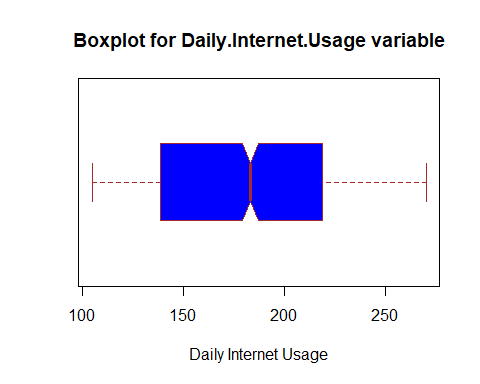 Boxplot for Daily.Internet.Usage variable
100 150 200 250
Daily Internet Usage